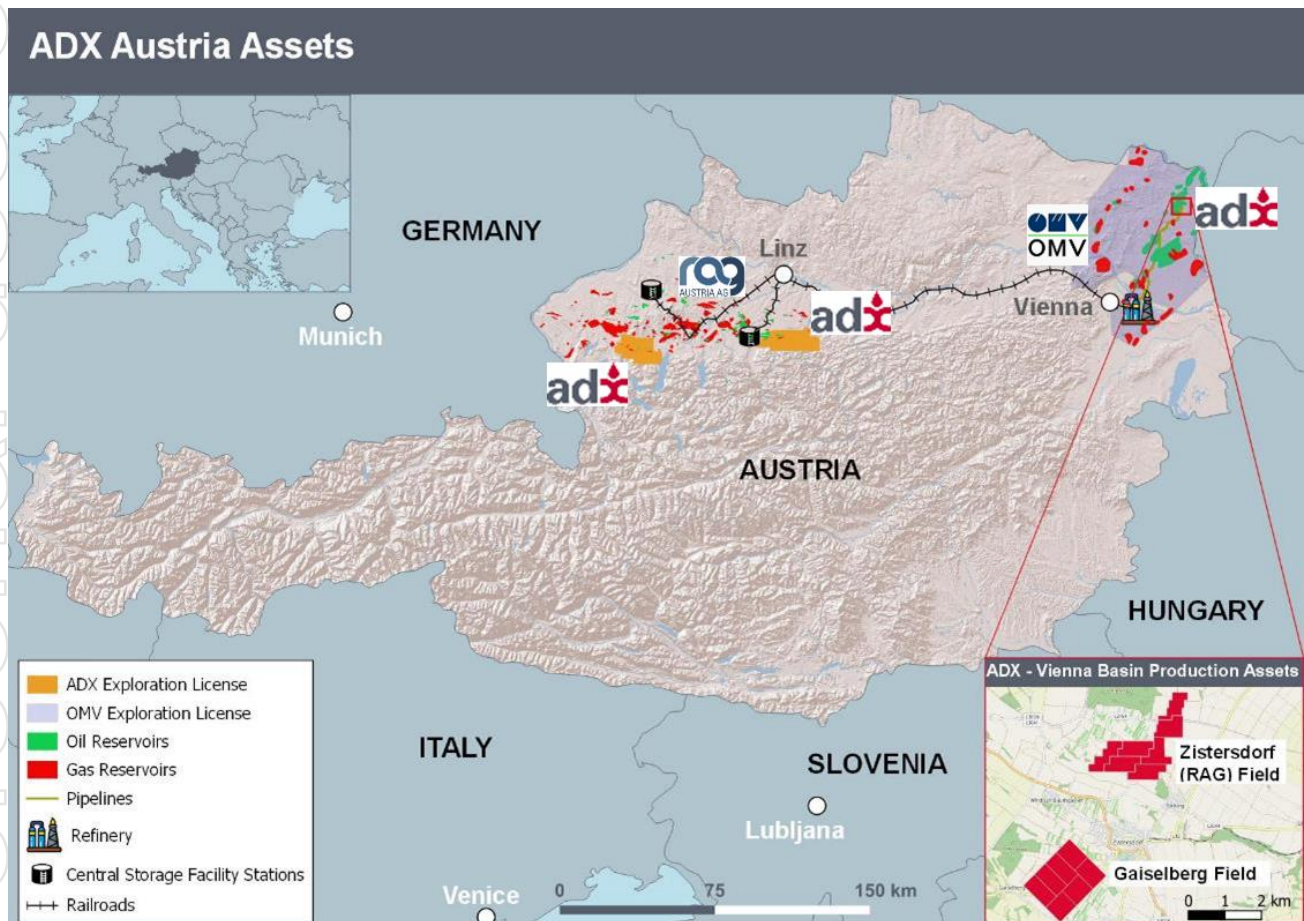 ADX Austria Assets
GERMANY
Munich
Linz
rag
AUSTRIA AG
adx
adx
OMV
OMV
adx
Vienna
AUSTRIA
HUNGARY
ITALY
SLOVENIA
Lubljana
Venice
0 75 150 km
ADX Exploration License
OMV Exploration License
Oil Reservoirs
Gas Reservoirs
Pipelines
Refinery
Central Storage Facility Stations
Railroads
ADX - Vienna Basin Production Assets
Zistersdorf
(RAG) Field
Gaiselberg Field
0 1 2 km